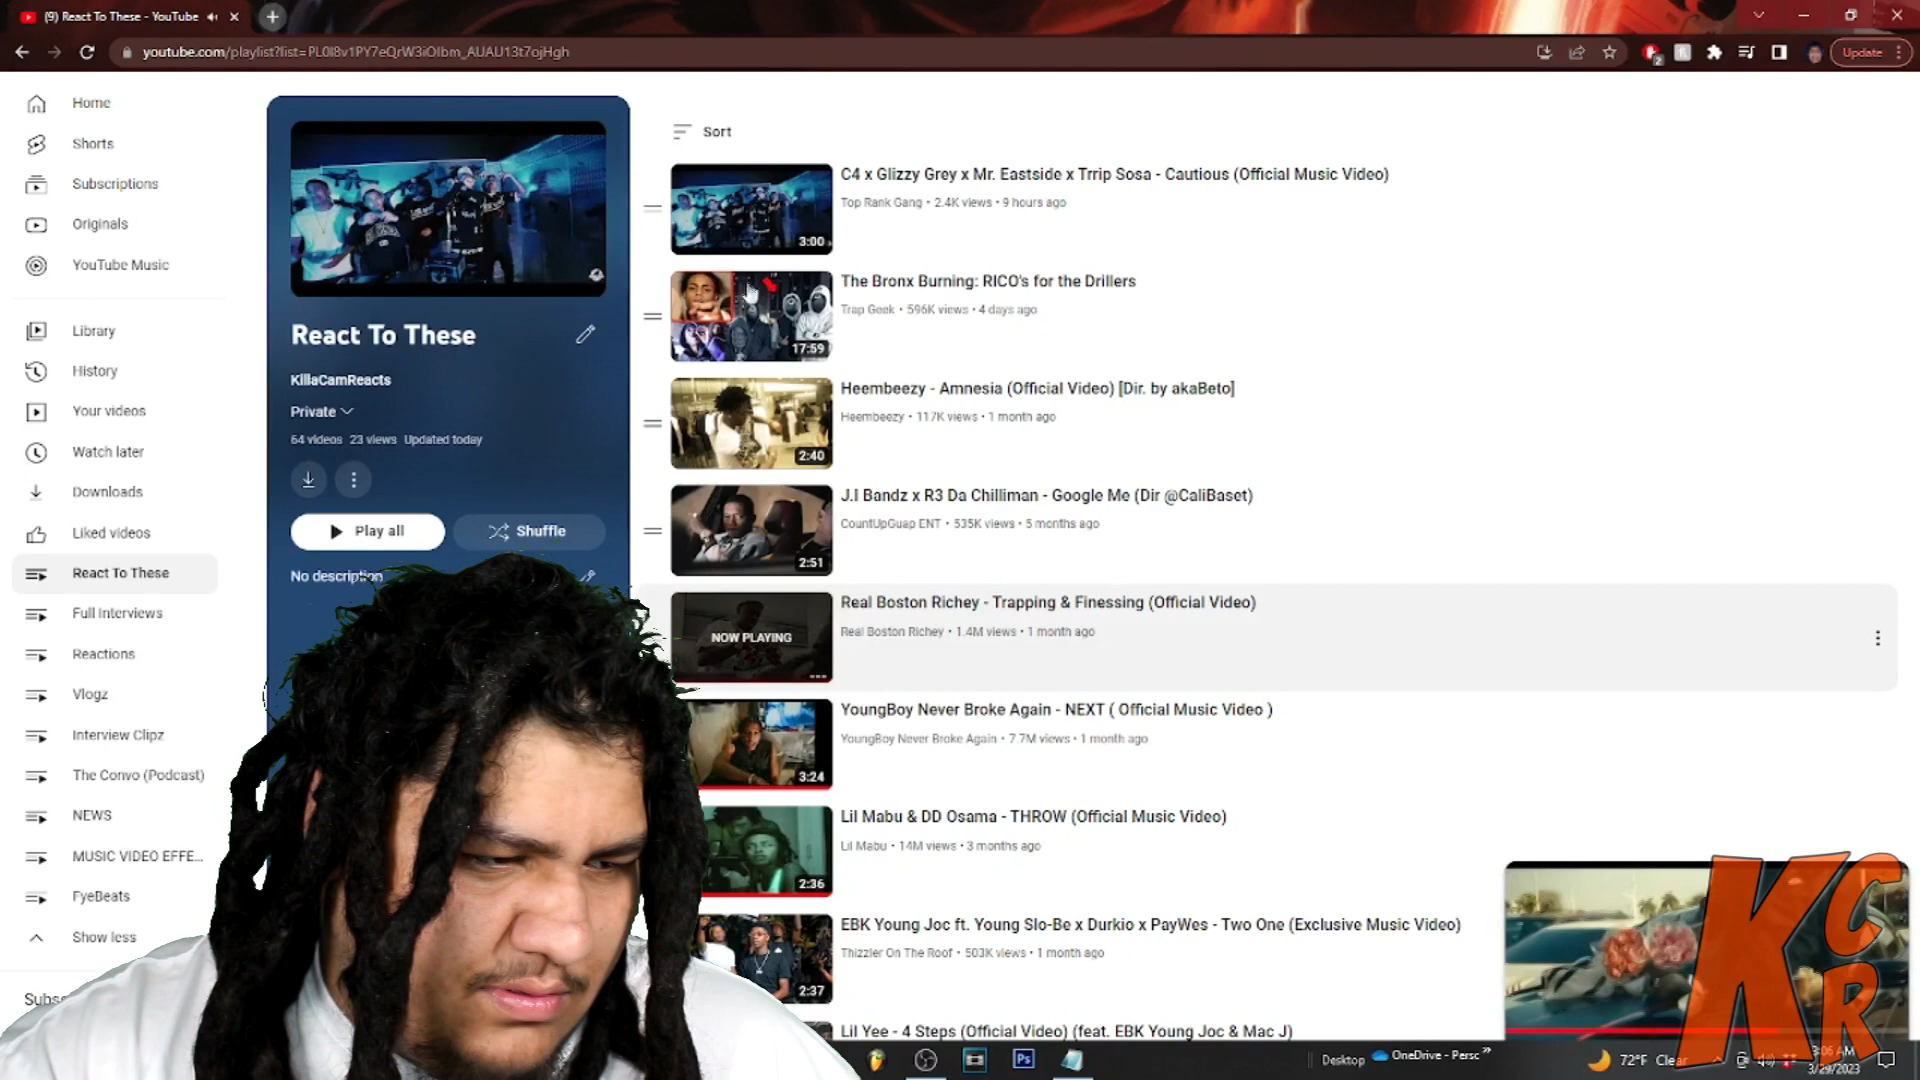 (9) React To These - YouTube
youtube.com/playlist?list=PL0I8v1PY7eQrW3iOIbm_AUAU13t7ojHgh
2
Update
Home
Shorts
Subscriptions
Originals
YouTube Music
Library
History
Your videos
Watch later
Downloads
Liked videos
React To These
Full Interviews
Reactions
Vlogz
Interview Clipz
The Convo (Podcast)
NEWS
MUSIC VIDEO EFFE...
FyeBeats
Show less
React To These
KillaCamReacts
Private
64 videos 23 views Updated today
Play all
Shuffle
No description
Sort
C4 x Glizzy Grey x Mr. Eastside x Trrip Sosa - Cautious (Official Music Video)
Top Rank Gang • 2.4K views • 9 hours ago
3:00
The Bronx Burning: RICO's for the Drillers
Trap Geek • 596K views • 4 days ago
17:59
Heembeezy - Amnesia (Official Video) [Dir. by akaBeto]
Heembeezy • 117K views • 1 month ago
2:40
J.I Bandz x R3 Da Chilliman - Google Me (Dir @CaliBaset)
CountUpGuap ENT • 535K views • 5 months ago
2:51
Real Boston Richey - Trapping & Finessing (Official Video)
Real Boston Richey • 1.4M views • 1 month ago
NOW PLAYING
YoungBoy Never Broke Again - NEXT ( Official Music Video )
YoungBoy Never Broke Again • 7.7M views • 1 month ago
3:24
Lil Mabu & DD Osama - THROW (Official Music Video)
Lil Mabu • 14M views • 3 months ago
2:36
EBK Young Joc ft. Young Slo-Be x Durkio x PayWes - Two One (Exclusive Music Video)
Thizzler On The Roof • 503K views • 1 month ago
2:37
Lil Yee - 4 Steps (Official Video) (feat. EBK Young Joc & Mac J)
KCR
Ps
Desktop
OneDrive - Persc
72°F Clear
3:06 AM
3/29/2023